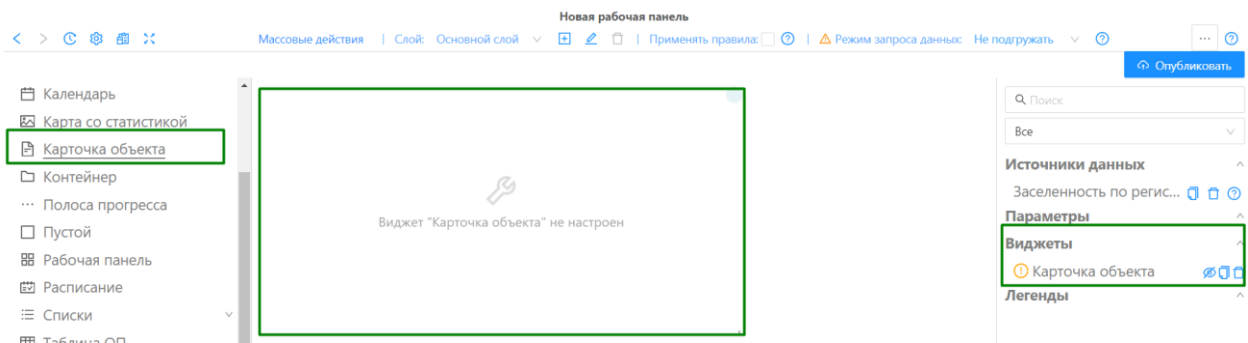 Новая рабочая панель
Массовые действия | Слой: Основной слой | Применять правила: Режим запроса данных: Не подгружать ...
Опубликовать
Календарь
Карта со статистикой
Карточка объекта
Контейнер
Полоса прогресса
Пустой
Рабочая панель
Расписание
Списки
Таблица ОП
Виджет "Карточка объекта" не настроен
Поиск
Все
Источники данных
Заселенность по регис...
Параметры
Виджеты
Карточка объекта
Легенды